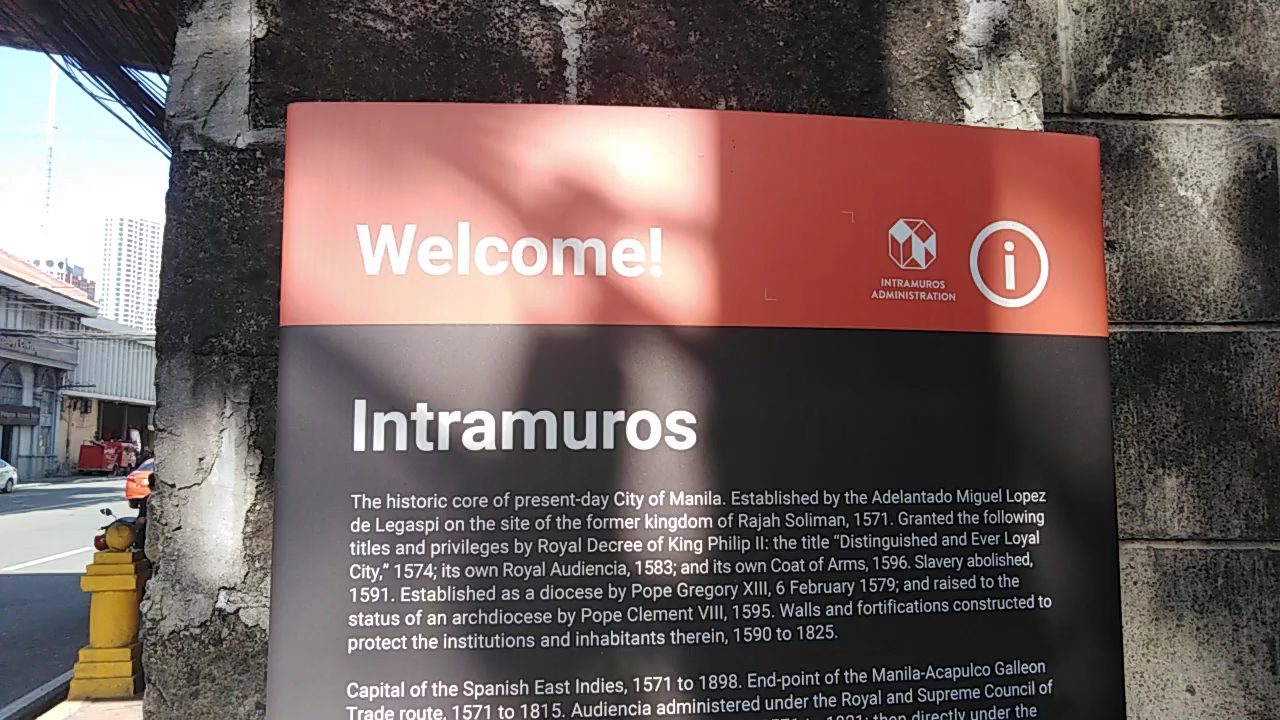 Welcome!
INTRAMUROS
ADMINISTRATION
i
Intramuros
The historic core of present-day City of Manila. Established by the Adelantado Miguel Lopez
de Legaspi on the site of the former kingdom of Rajah Soliman, 1571. Granted the following
titles and privileges by Royal Decree of King Philip II: the title “Distinguished and Ever Loyal
City,” 1574; its own Royal Audiencia, 1583; and its own Coat of Arms, 1596. Slavery abolished,
1591. Established as a diocese by Pope Gregory XIII, 6 February 1579; and raised to the
status of an archdiocese by Pope Clement VIII, 1595. Walls and fortifications constructed to
protect the institutions and inhabitants therein, 1590 to 1825.
Capital of the Spanish East Indies, 1571 to 1898. End-point of the Manila-Acapulco Galleon
Trade route, 1571 to 1815. Audiencia administered under the Royal and Supreme Council of
then directly under the